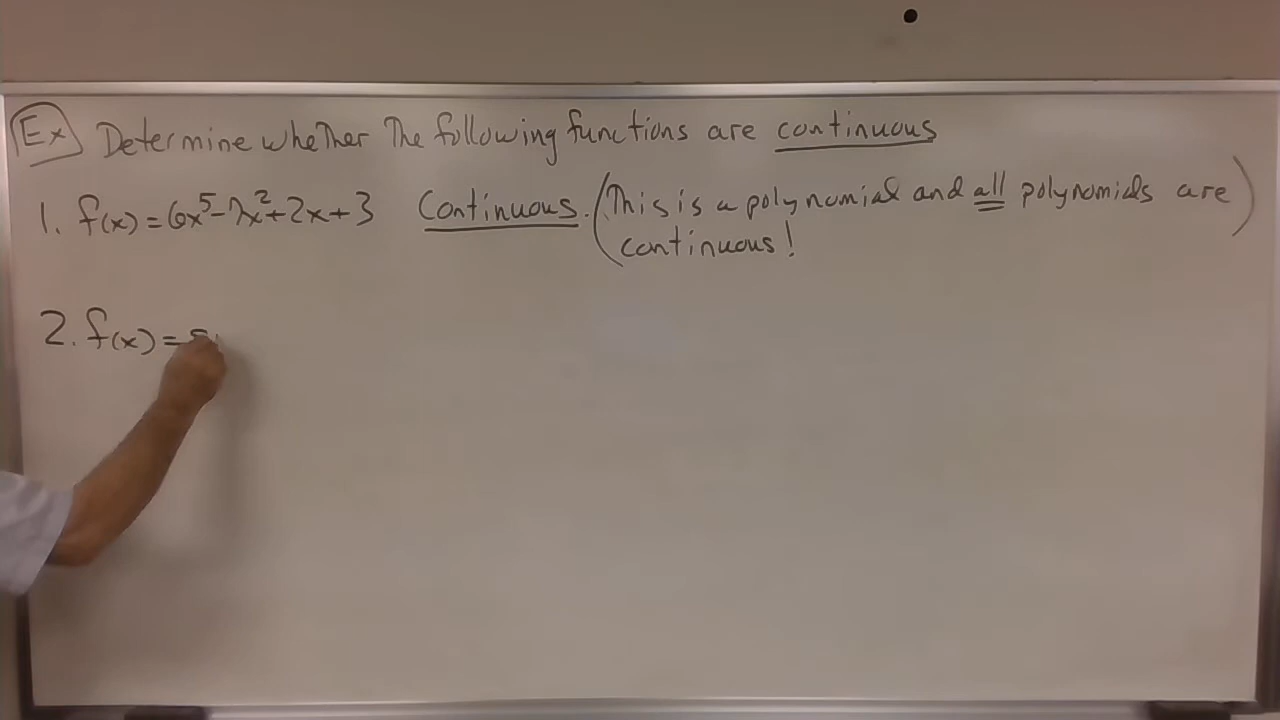 Ex Determine whether The following functions are continuous
1. f(x) = 6x⁵ - 7x² + 2x + 3 Continuous. (This is a polynomial and all polynomials are
continuous!)
2. f(x) =